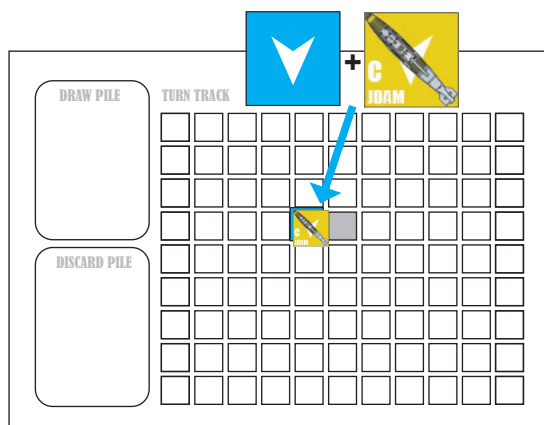 +
C
JDAM
DRAW PILE
TURN TRACK
C
JDAM
DISCARD PILE